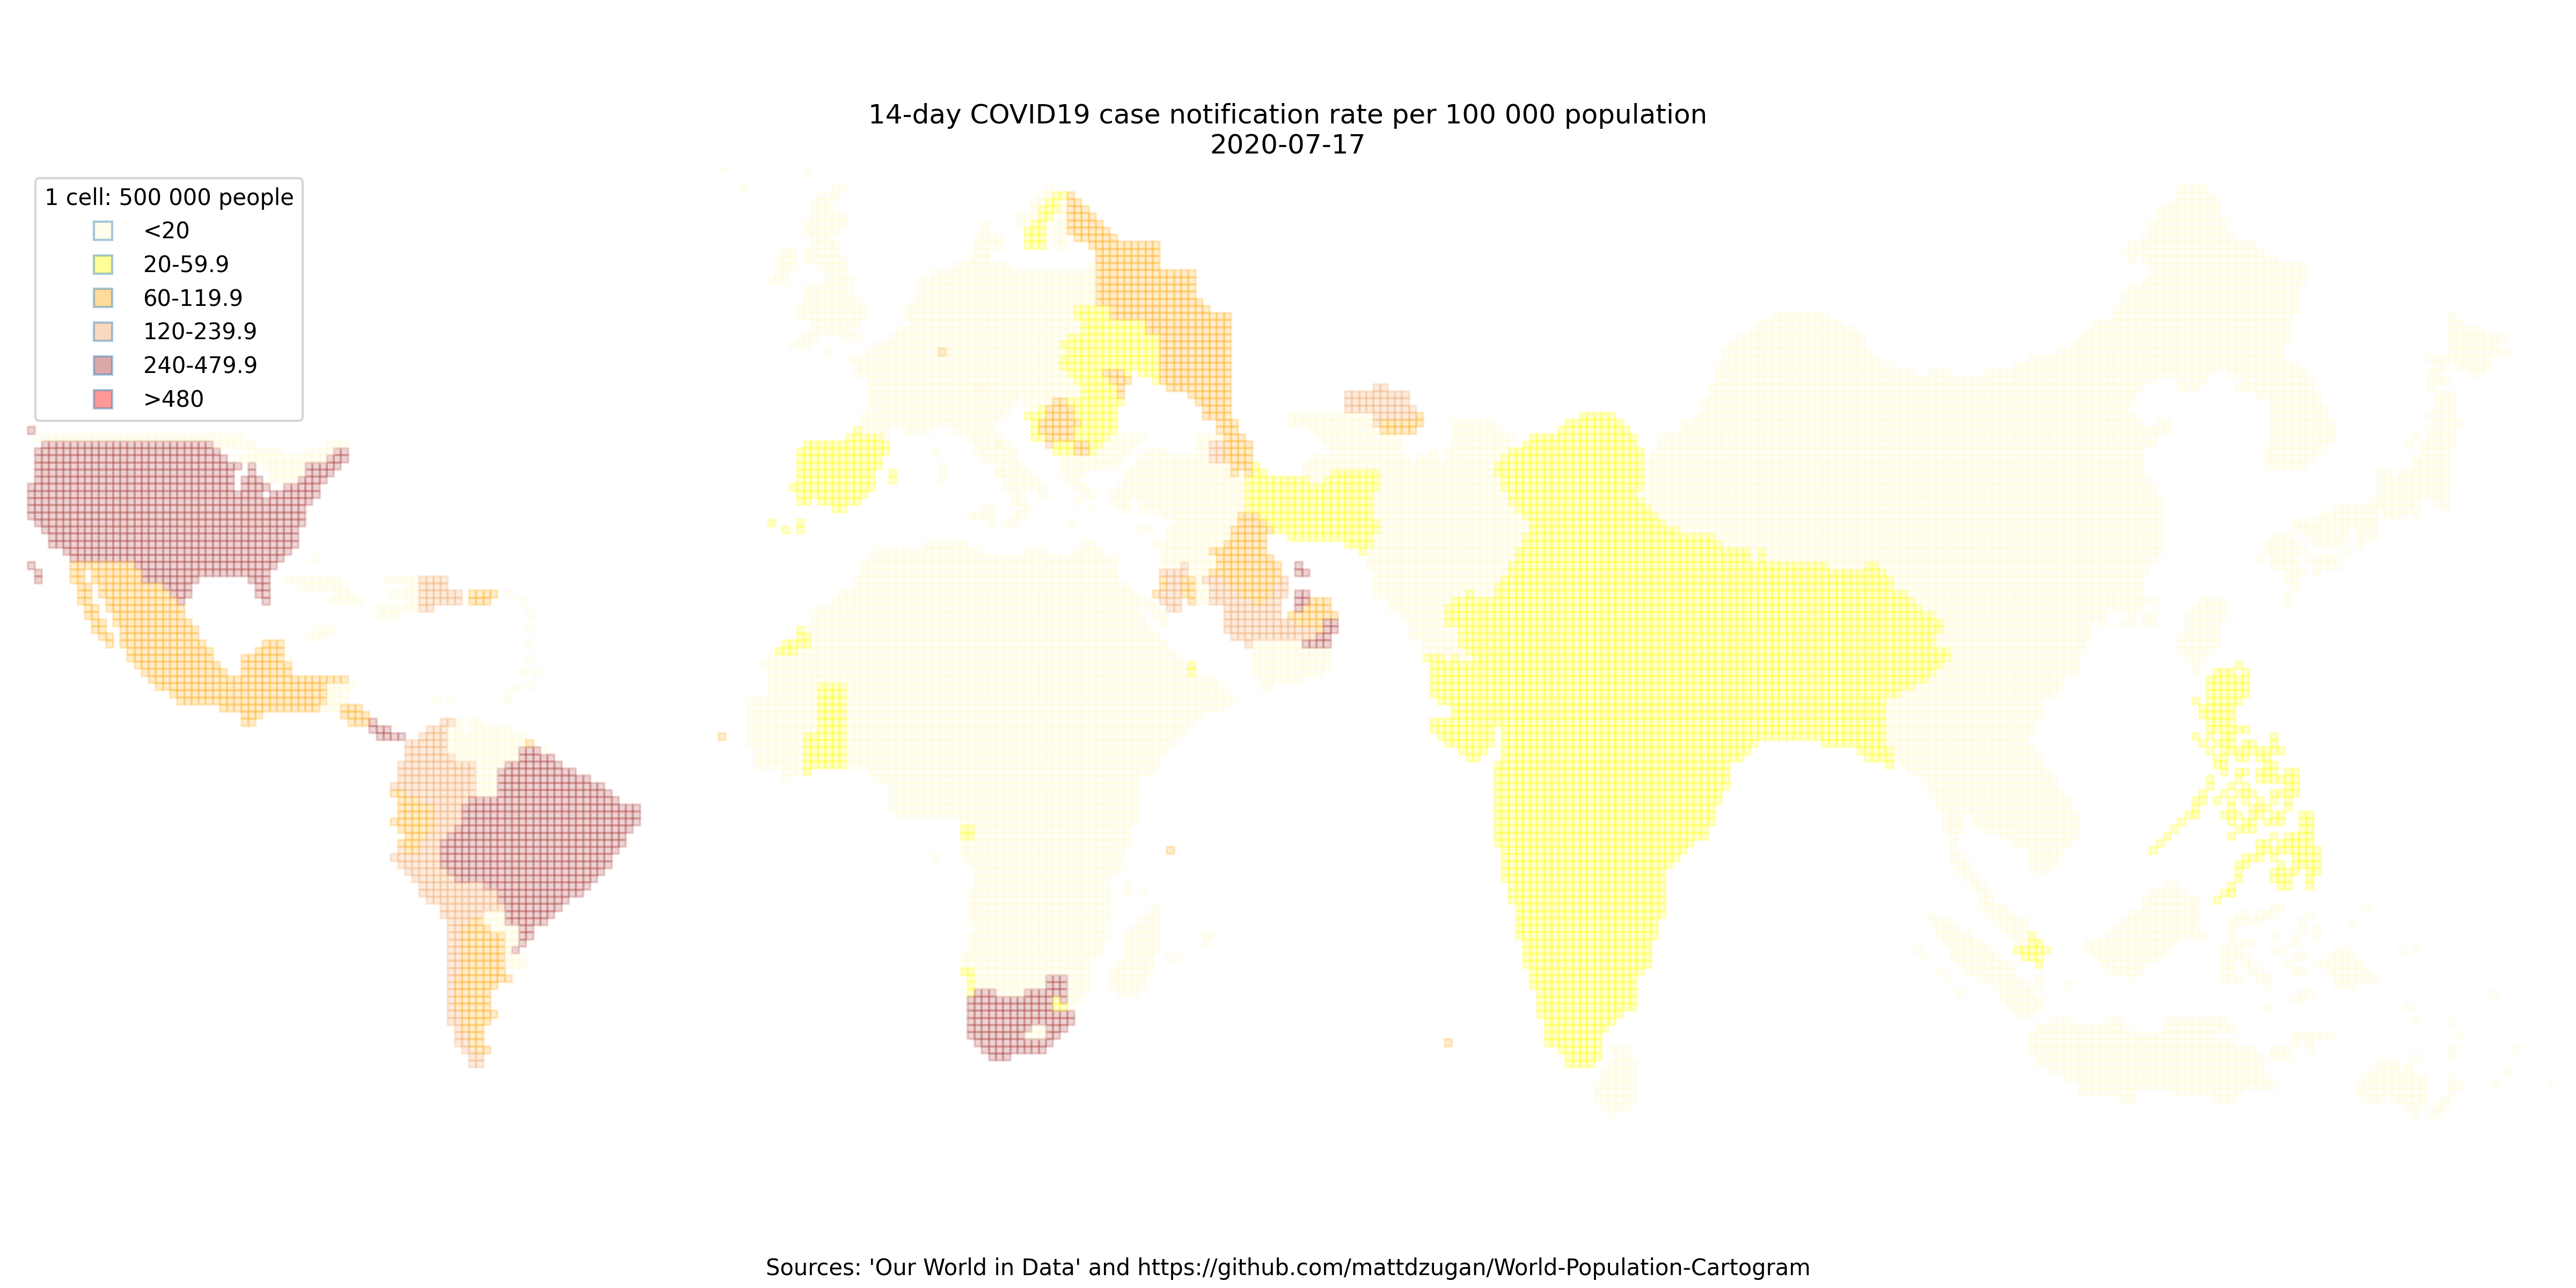 14-day COVID19 case notification rate per 100 000 population
2020-07-17
1 cell: 500 000 people
<20
20-59.9
60-119.9
120-239.9
240-479.9
>480
Sources: 'Our World in Data' and https://github.com/mattdzugan/World-Population-Cartogram